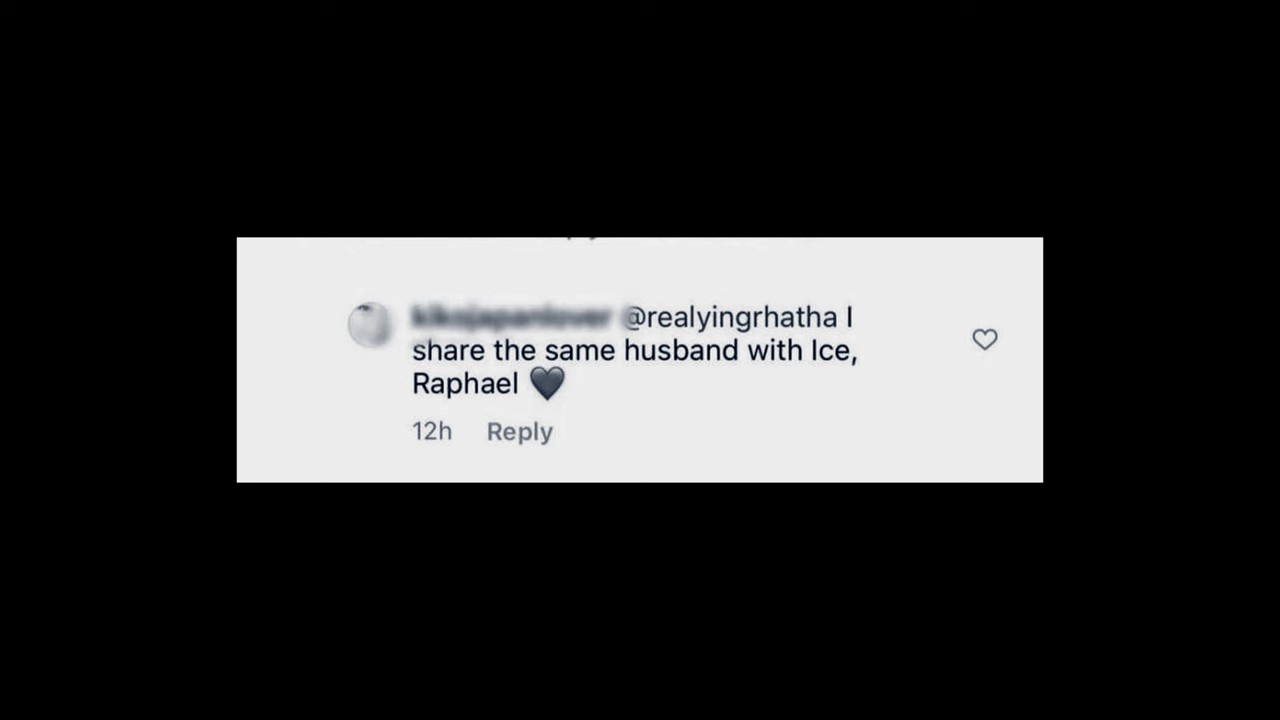 @realyingrhatha I
share the same husband with Ice,
Raphael 🖤
12h Reply